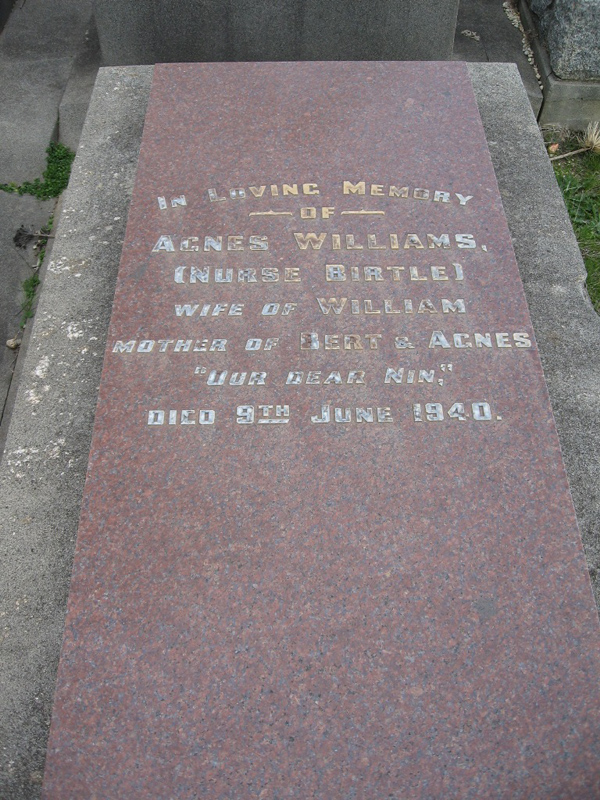 IN LOVING MEMORY
OF
AGNES WILLIAMS,
(NURSE BIRTLE)
WIFE OF WILLIAM
MOTHER OF BERT & AGNES
"OUR DEAR NIN,"
DIED 9TH JUNE 1940.